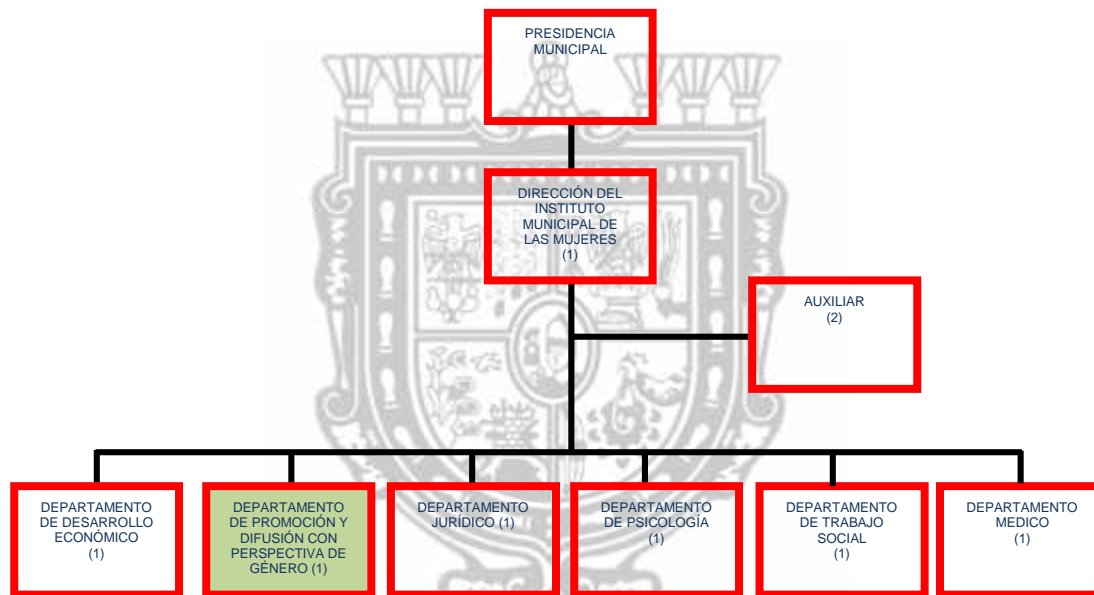 PRESIDENCIA
MUNICIPAL
DIRECCIÓN DEL
INSTITUTO
MUNICIPAL DE
LAS MUJERES
(1)
AUXILIAR
(2)
DEPARTAMENTO
DE DESARROLLO
ECONÓMICO
(1)
DEPARTAMENTO
DE PROMOCIÓN Y
DIFUSIÓN CON
PERSPECTIVA DE
GÉNERO (1)
DEPARTAMENTO
JURÍDICO (1)
DEPARTAMENTO
DE PSICOLOGÍA
(1)
DEPARTAMENTO
DE TRABAJO
SOCIAL
(1)
DEPARTAMENTO
MEDICO
(1)